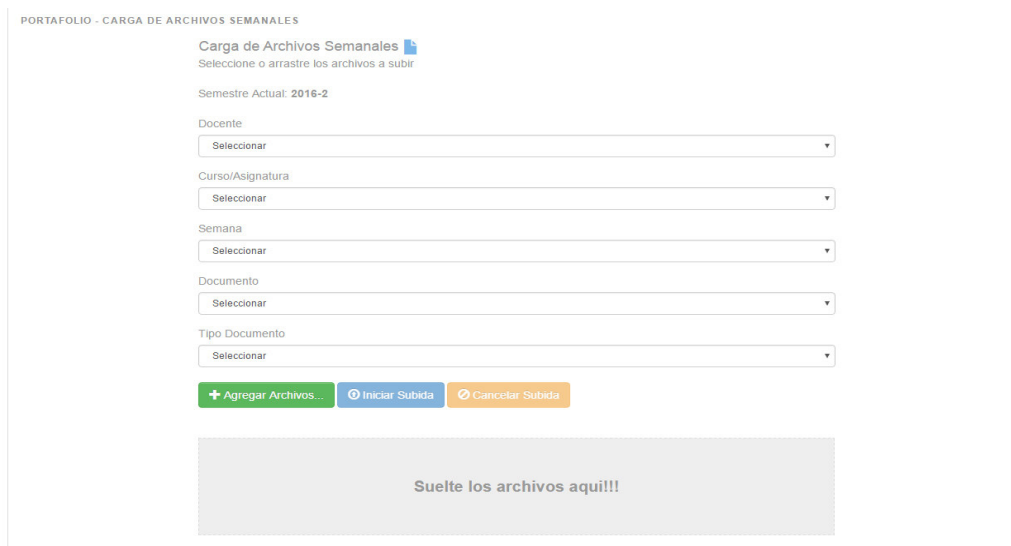 PORTAFOLIO - CARGA DE ARCHIVOS SEMANALES
Carga de Archivos Semanales
Seleccione o arrastre los archivos a subir
Semestre Actual: 2016-2
Docente
Seleccionar
Curso/Asignatura
Seleccionar
Semana
Seleccionar
Documento
Seleccionar
Tipo Documento
Seleccionar
Agregar Archivos... Iniciar Subida Cancelar Subida
Suelte los archivos aqui!!!